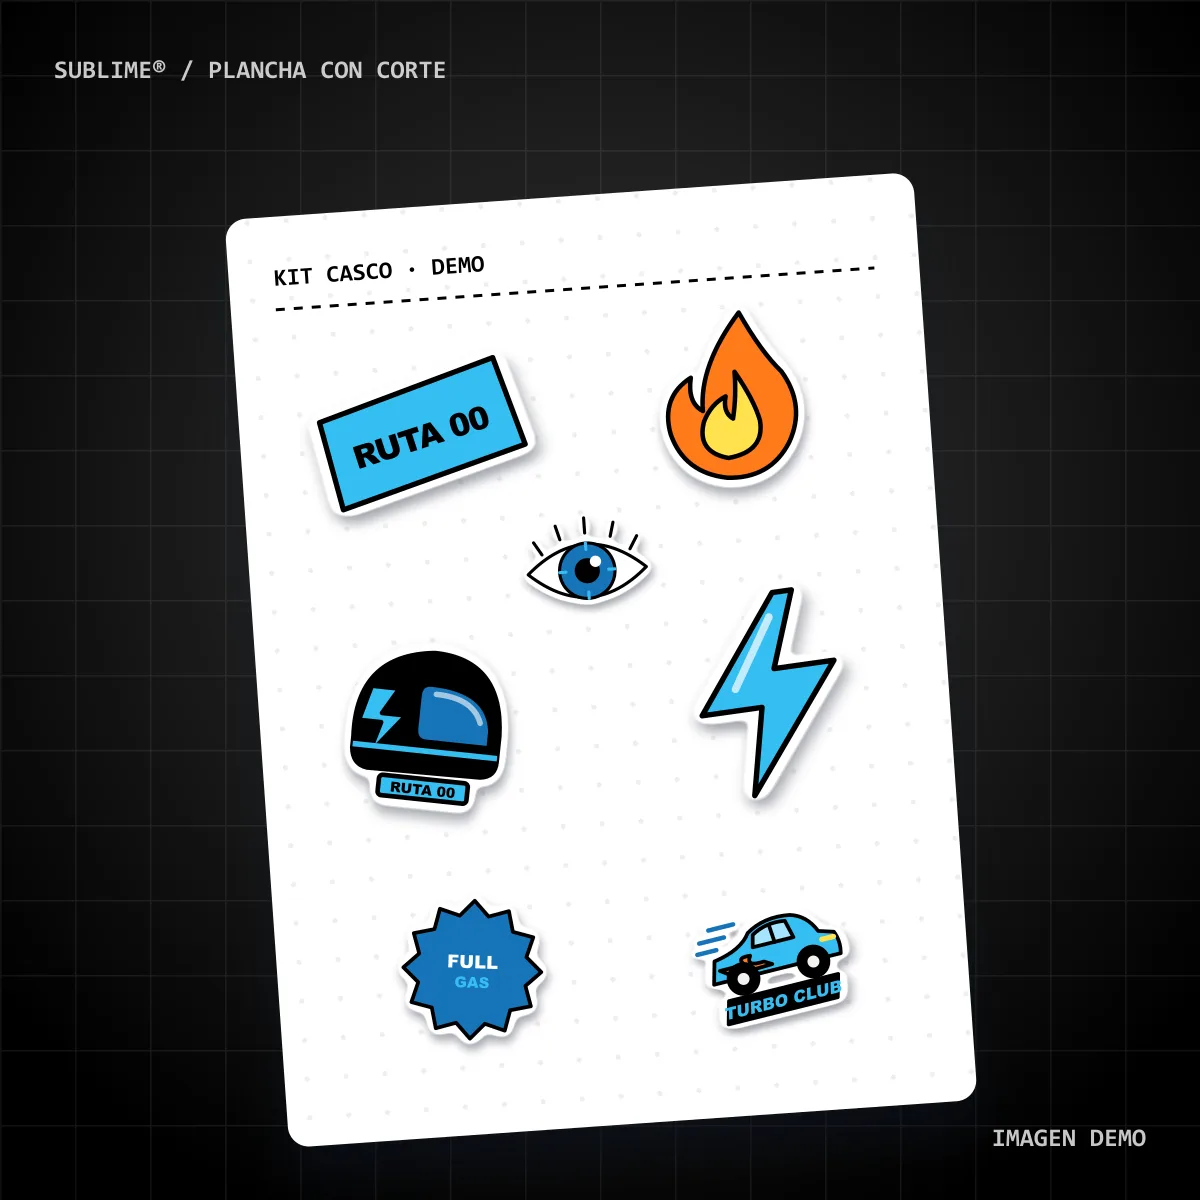 SUBLIME® / PLANCHA CON CORTE
KIT CASCO · DEMO
RUTA 00
RUTA 00
FULL
GAS
TURBO CLUB
IMAGEN DEMO